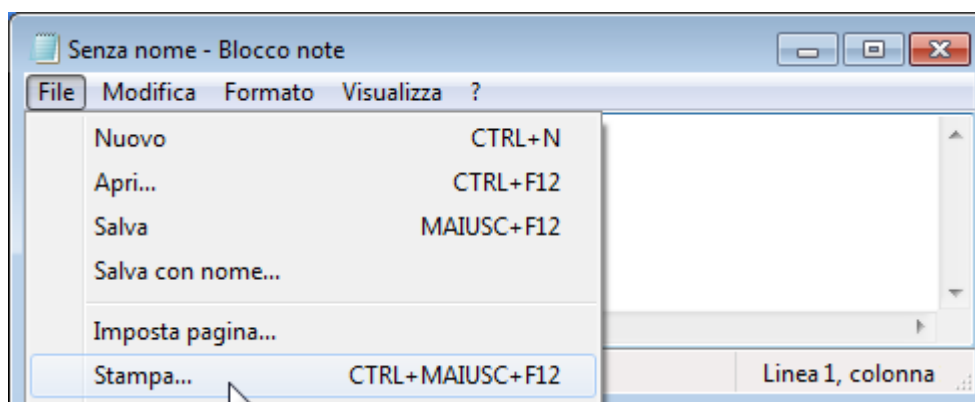 Senza nome - Blocco note
File Modifica Formato Visualizza ?
Nuovo CTRL+N
Apri... CTRL+F12
Salva MAIUSC+F12
Salva con nome...
Imposta pagina...
Stampa... CTRL+MAIUSC+F12
Linea 1, colonna